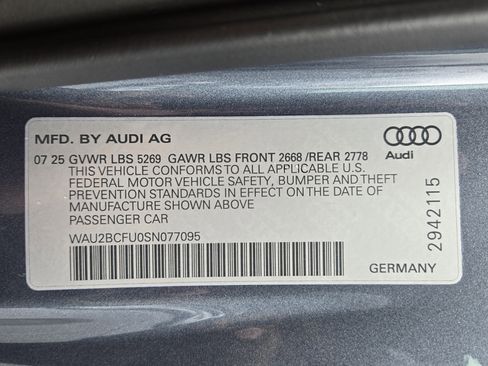 MFD. BY AUDI AG
Audi
07 25 GVWR LBS 5269 GAWR LBS FRONT 2668 /REAR 2778
THIS VEHICLE CONFORMS TO ALL APPLICABLE U.S.
FEDERAL MOTOR VEHICLE SAFETY, BUMPER AND THEFT
PREVENTION STANDARDS IN EFFECT ON THE DATE OF
MANUFACTURE SHOWN ABOVE
PASSENGER CAR
WAU2BCFU0SN077095
2942115
GERMANY